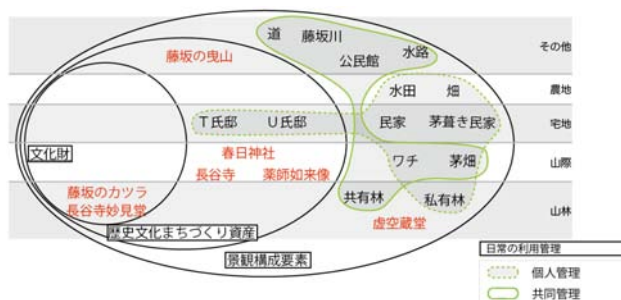 道 藤坂川 水路 その他
藤坂の曳山 公民館
水田 畑 農地
T氏邸 U氏邸 民家 茅葺き民家 宅地
文化財 春日神社 ワチ 茅畑 山際
長谷寺 薬師如来像
藤坂のカツラ 共有林 私有林
長谷寺妙見堂 虚空蔵堂 山林
歴史文化まちづくり資産
景観構成要素
日常の利用管理
個人管理
共同管理